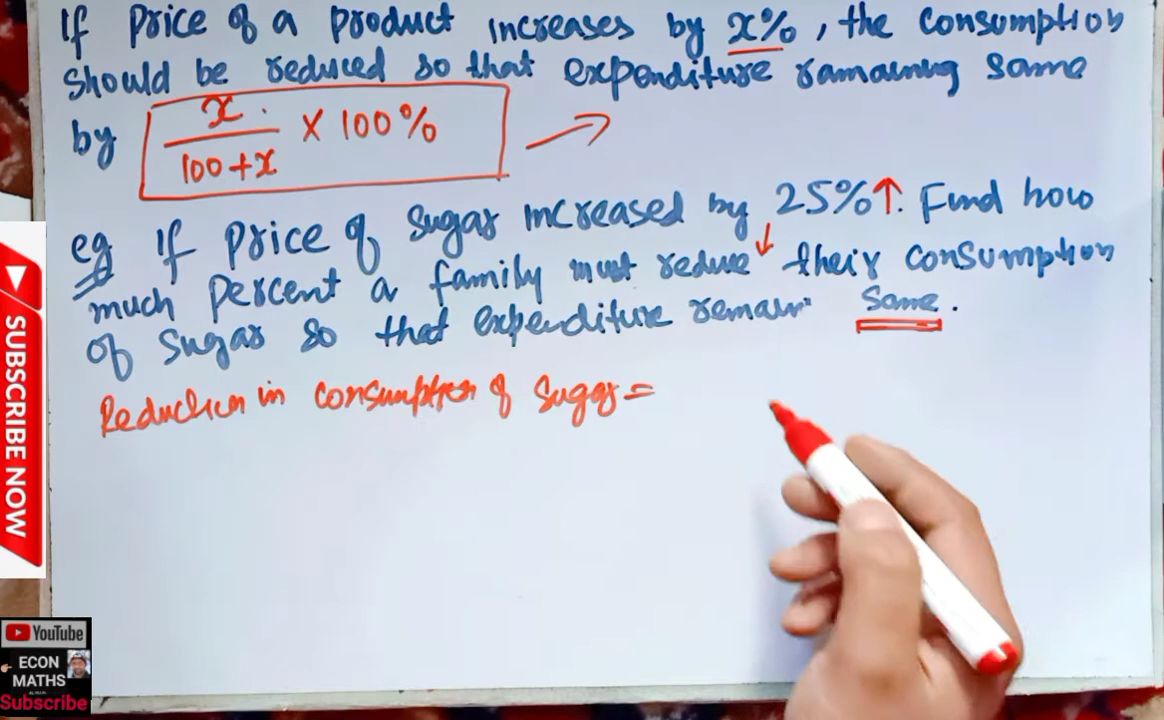 If Price of a product increases by x%, the consumption
should be reduced so that expenditure remaining same
by x/100+x × 100%
eg If Price of Sugar increased by 25%↑. Find how
much percent a family must reduce↓ their consumption
of Sugar so that expenditure remain Same.
Reduction in consumption of Sugar =
SUBSCRIBE NOW
YouTube
ECON
MATHS
Subscribe